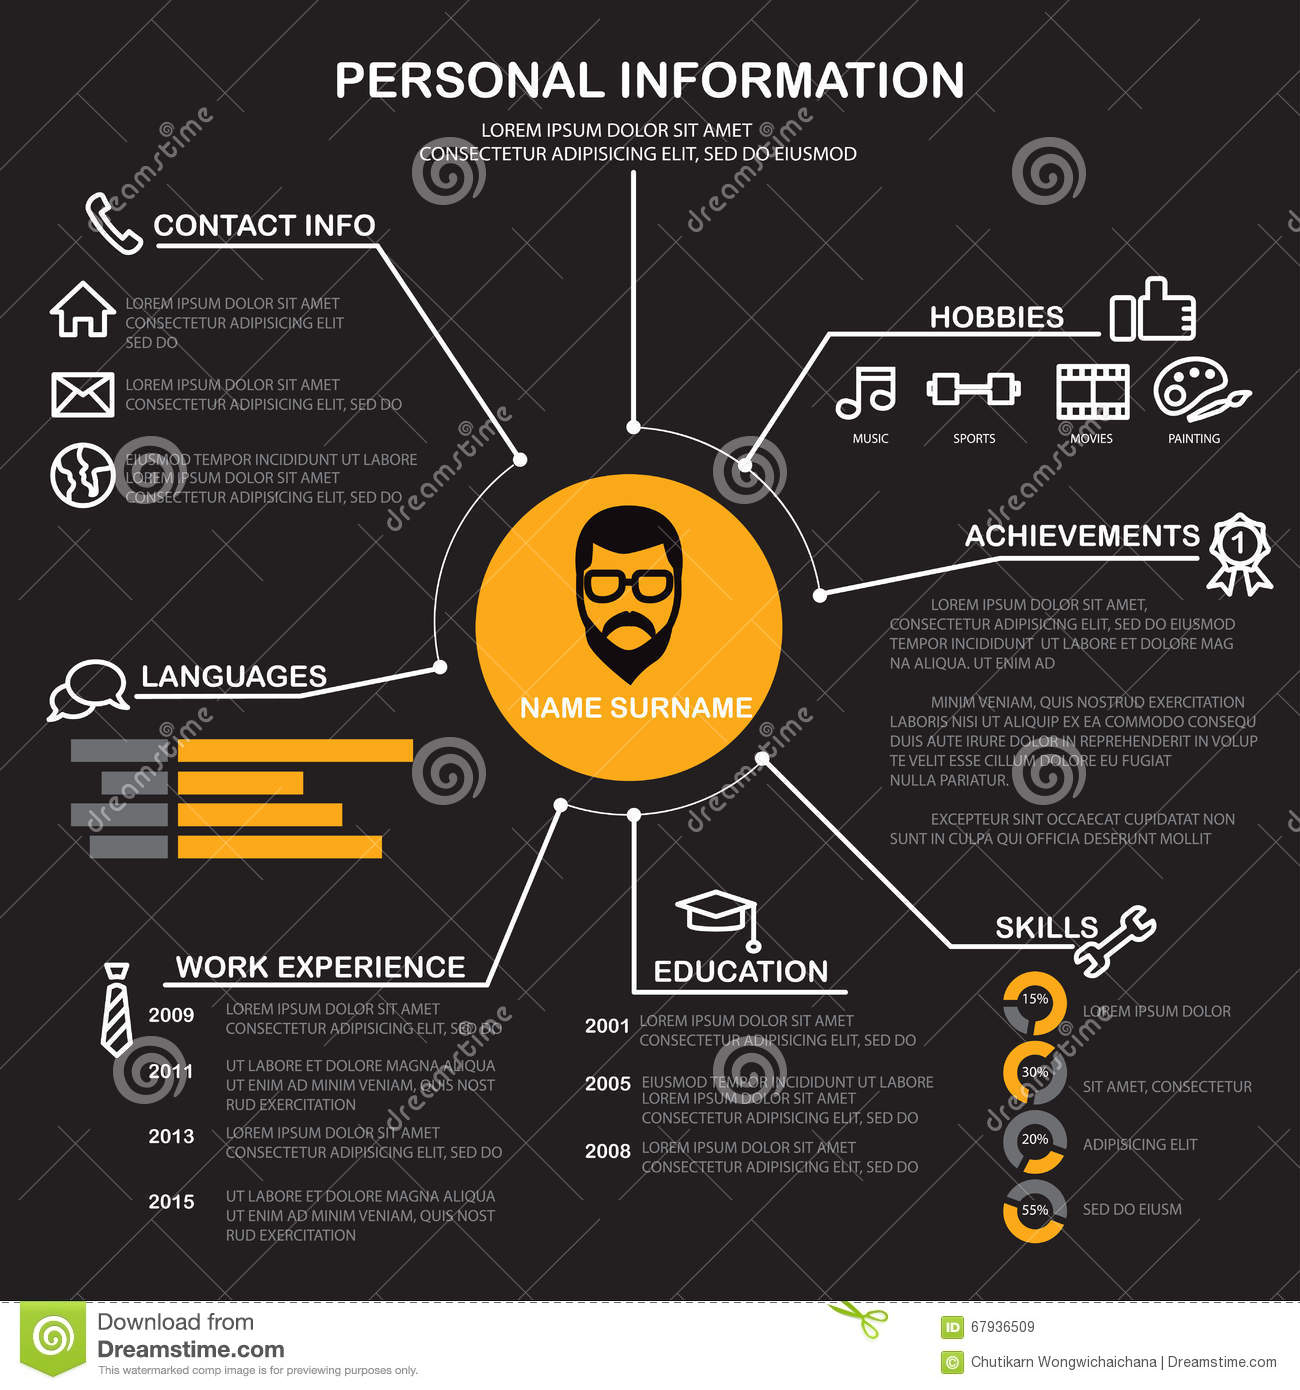 PERSONAL INFORMATION
LOREM IPSUM DOLOR SIT AMET
CONSECTETUR ADIPISICING ELIT, SED DO EIUSMOD
CONTACT INFO
LOREM IPSUM DOLOR SIT AMET
CONSECTETUR ADIPISICING ELIT
SED DO
LOREM IPSUM DOLOR SIT AMET
CONSECTETUR ADIPISICING ELIT, SED DO
EIUSMOD TEMPOR INCIDIDUNT UT LABORE
LOREM IPSUM DOLOR SIT AMET
CONSECTETUR ADIPISICING ELIT, SED DO
HOBBIES
MUSIC
SPORTS
MOVIES
PAINTING
ACHIEVEMENTS
1
LOREM IPSUM DOLOR SIT AMET,
CONSECTETUR ADIPISICING ELIT, SED DO EIUSMOD
TEMPOR INCIDIDUNT UT LABORE ET DOLORE MAG
NA ALIQUA. UT ENIM AD
MINIM VENIAM, QUIS NOSTRUD EXERCITATION
LABORIS NISI UT ALIQUIP EX EA COMMODO CONSEQU
DUIS AUTE IRURE DOLOR IN REPREHENDERIT IN VOLUP
TE VELIT ESSE CILLUM DOLORE EU FUGIAT
NULLA PARIATUR.
EXCEPTEUR SINT OCCAECAT CUPIDATAT NON
SUNT IN CULPA QUI OFFICIA DESERUNT MOLLIT
NAME SURNAME
LANGUAGES
WORK EXPERIENCE
2009
LOREM IPSUM DOLOR SIT AMET
CONSECTETUR ADIPISICING ELIT, SED DO
2011
UT LABORE ET DOLORE MAGNA ALIQUA
UT ENIM AD MINIM VENIAM, QUIS NOST
RUD EXERCITATION
2013
LOREM IPSUM DOLOR SIT AMET
CONSECTETUR ADIPISICING ELIT, SED DO
2015
UT LABORE ET DOLORE MAGNA ALIQUA
UT ENIM AD MINIM VENIAM, QUIS NOST
RUD EXERCITATION
EDUCATION
2001
LOREM IPSUM DOLOR SIT AMET
CONSECTETUR ADIPISICING ELIT, SED DO
2005
EIUSMOD TEMPOR INCIDIDUNT UT LABORE
LOREM IPSUM DOLOR SIT AMET
CONSECTETUR ADIPISICING ELIT, SED DO
2008
LOREM IPSUM DOLOR SIT AMET
CONSECTETUR ADIPISICING ELIT, SED DO
SKILLS
15%
LOREM IPSUM DOLOR
30%
SIT AMET, CONSECTETUR
20%
ADIPISICING ELIT
55%
SED DO EIUSM
dreamstime
dreamstime
dreamstime
dreamstime
dreamstime
dreamstime
dreamstime
dreamstime
dreamstime
Download from
Dreamstime.com
This watermarked comp image is for previewing purposes only.
ID 67936509
© Chutikarn Wongwichaichana | Dreamstime.com